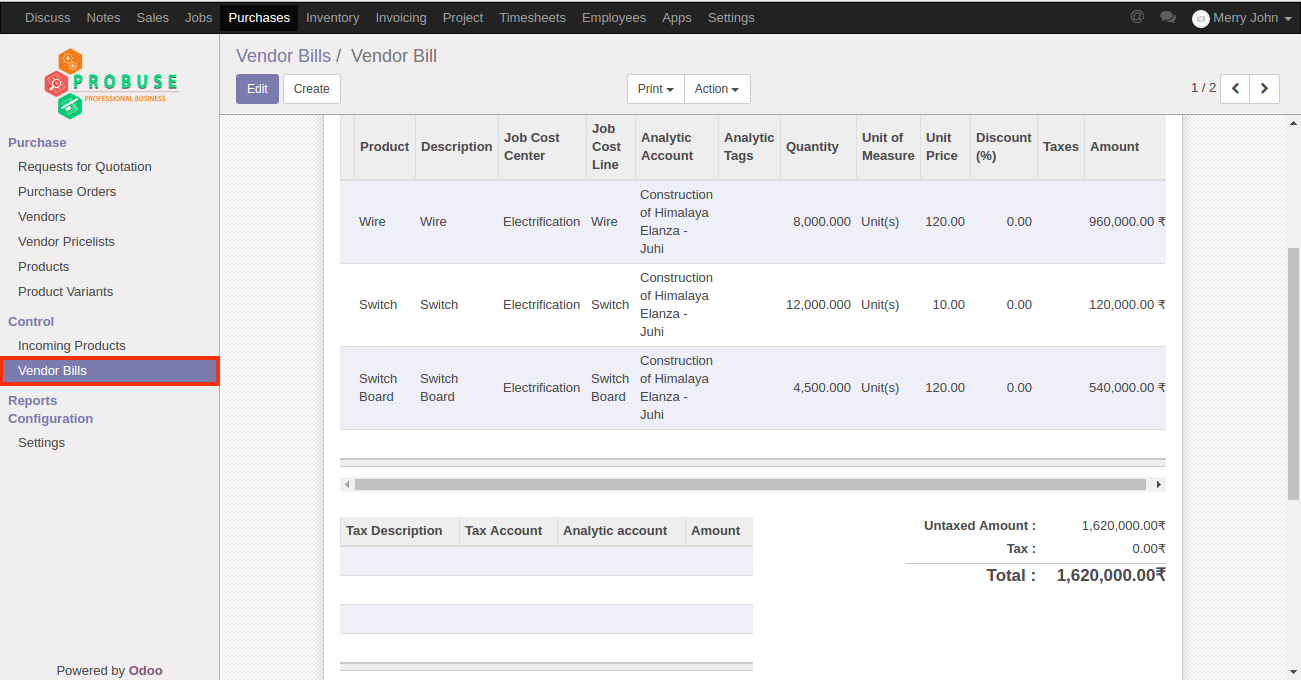 Discuss Notes Sales Jobs Purchases Inventory Invoicing Project Timesheets Employees Apps Settings @ Merry John
PROBUSE
PROFESSIONAL BUSINESS
Purchase
Requests for Quotation
Purchase Orders
Vendors
Vendor Pricelists
Products
Product Variants
Control
Incoming Products
Vendor Bills
Reports
Configuration
Settings
Powered by Odoo
Vendor Bills / Vendor Bill
Edit Create Print Action 1 / 2
Product Description Job Cost Center Job Cost Line Analytic Account Analytic Tags Quantity Unit of Measure Unit Price Discount (%) Taxes Amount
Wire Wire Electrification Wire Construction of Himalaya Elanza - Juhi 8,000.000 Unit(s) 120.00 0.00 960,000.00 ₹
Switch Switch Electrification Switch Construction of Himalaya Elanza - Juhi 12,000.000 Unit(s) 10.00 0.00 120,000.00 ₹
Switch Board Switch Board Electrification Switch Board Construction of Himalaya Elanza - Juhi 4,500.000 Unit(s) 120.00 0.00 540,000.00 ₹
Tax Description Tax Account Analytic account Amount
Untaxed Amount : 1,620,000.00₹
Tax : 0.00₹
Total : 1,620,000.00₹